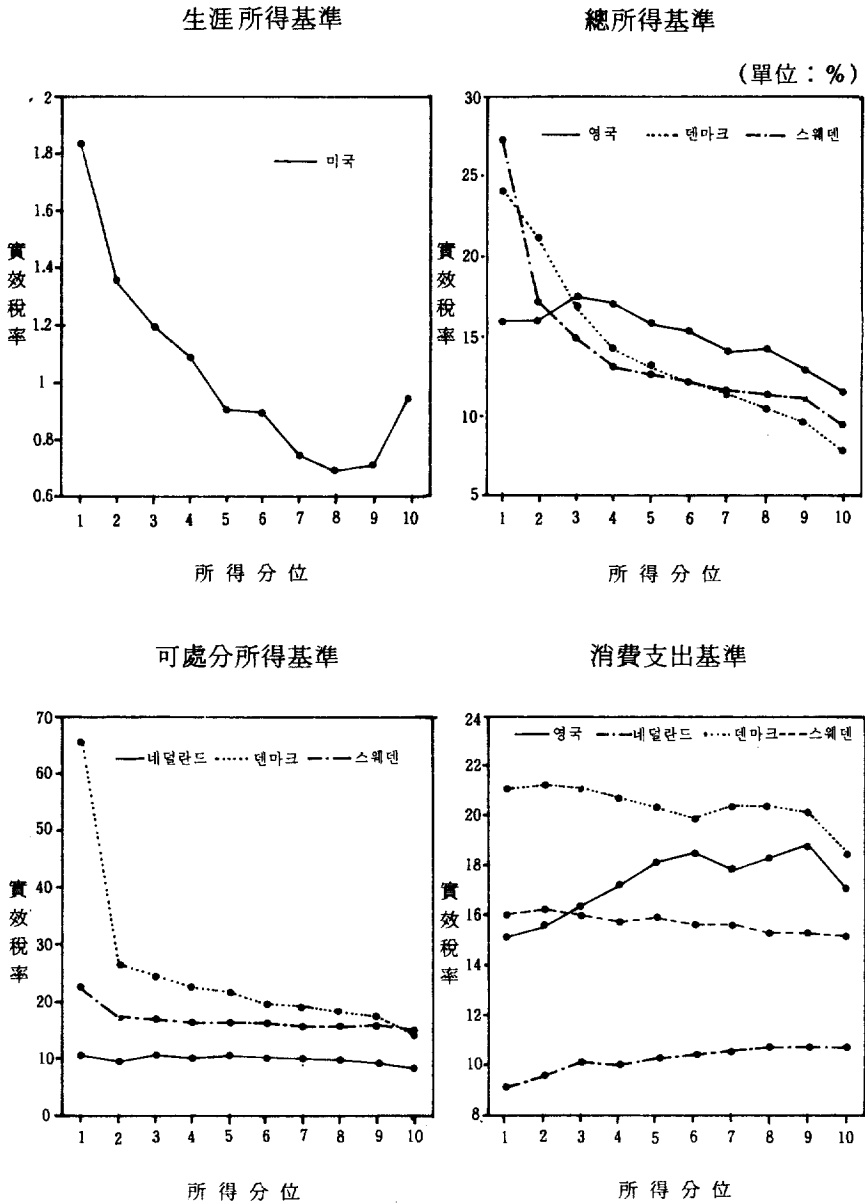 生涯所得基準
總所得基準
(單位 : %)
2
1.8
1.6
1.4
1.2
1
0.8
0.6
實效稅率
미국
1 2 3 4 5 6 7 8 9 10
所得分位
30
25
20
15
10
5
實效稅率
영국 덴마크 스웨덴
1 2 3 4 5 6 7 8 9 10
所得分位
可處分所得基準
消費支出基準
70
60
50
40
30
20
10
0
實效稅率
네덜란드 덴마크 스웨덴
1 2 3 4 5 6 7 8 9 10
所得分位
24
22
20
18
16
14
12
10
8
實效稅率
영국 네덜란드 덴마크 스웨덴
1 2 3 4 5 6 7 8 9 10
所得分位